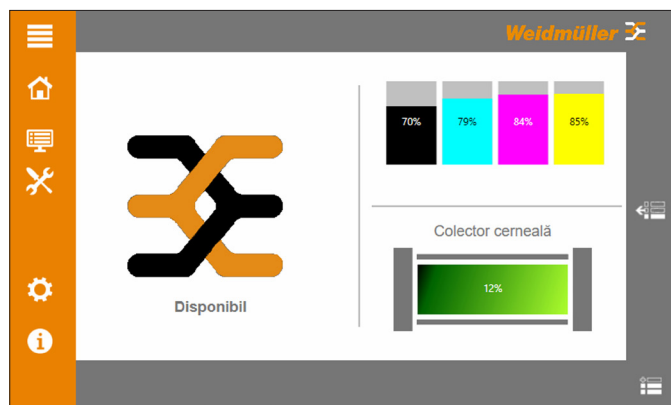 Weidmüller
70%
79%
84%
85%
Colector cerneală
12%
Disponibil